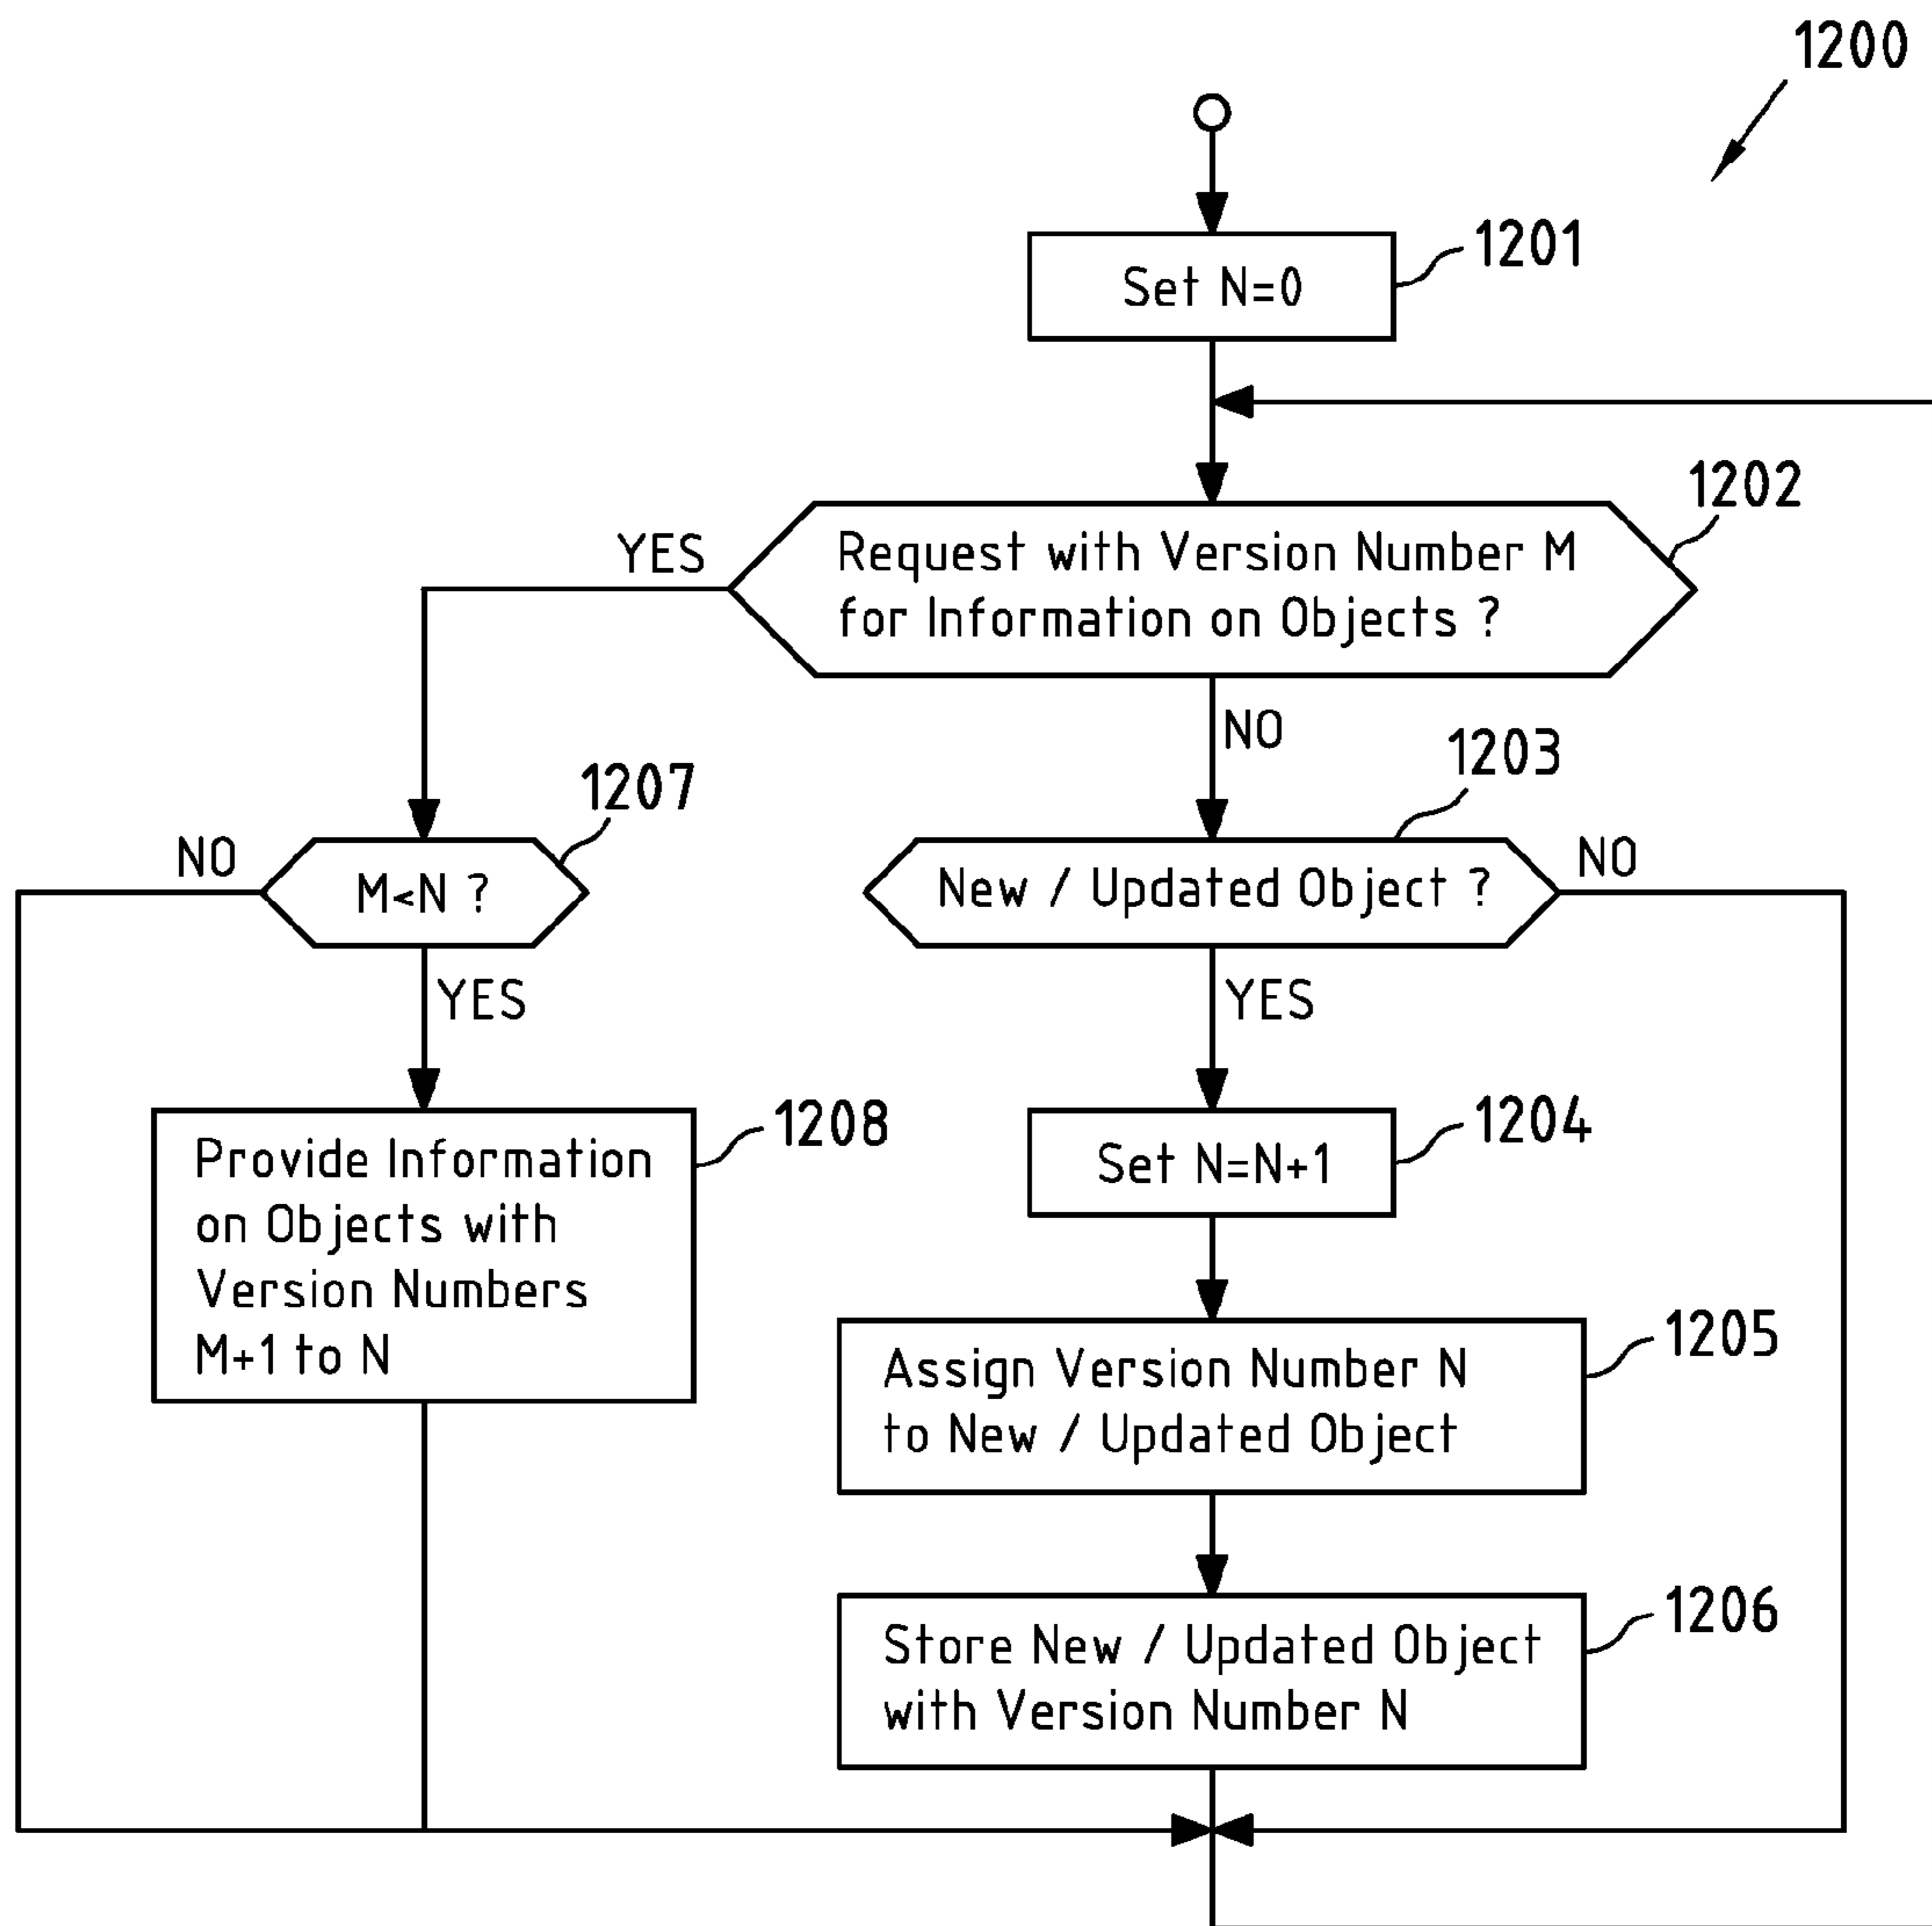 1200
1201
Set N=0
1202
YES
Request with Version Number M
for Information on Objects ?
NO
1203
1207
NO
M<N ?
New / Updated Object ?
NO
YES
YES
1208
1204
Provide Information
on Objects with
Version Numbers
M+1 to N
Set N=N+1
1205
Assign Version Number N
to New / Updated Object
1206
Store New / Updated Object
with Version Number N